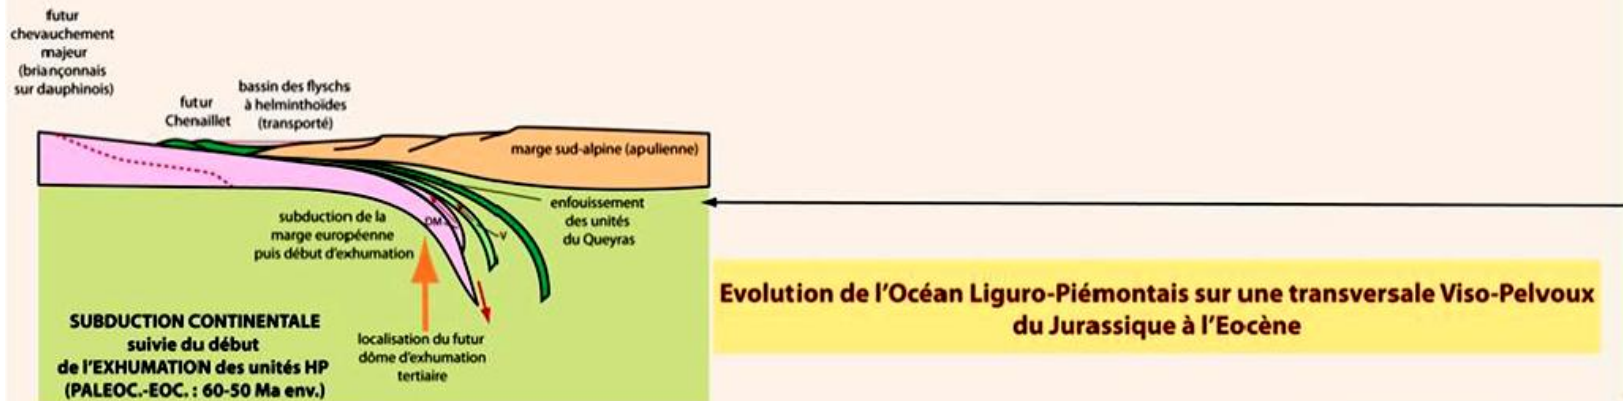 futur
chevauchement
majeur
(briançonnais
sur dauphinois)
futur
Chenaillet
bassin des flyschs
à helminthoïdes
(transporté)
marge sud-alpine (apulienne)
enfouissement
des unités
du Queyras
subduction de la
marge européenne
puis début d'exhumation
DM
V
localisation du futur
dôme d'exhumation
tertiaire
SUBDUCTION CONTINENTALE
suivie du début
de l'EXHUMATION des unités HP
(PALEOC.-EOC. : 60-50 Ma env.)
Evolution de l'Océan Liguro-Piémontais sur une transversale Viso-Pelvoux
du Jurassique à l'Eocène